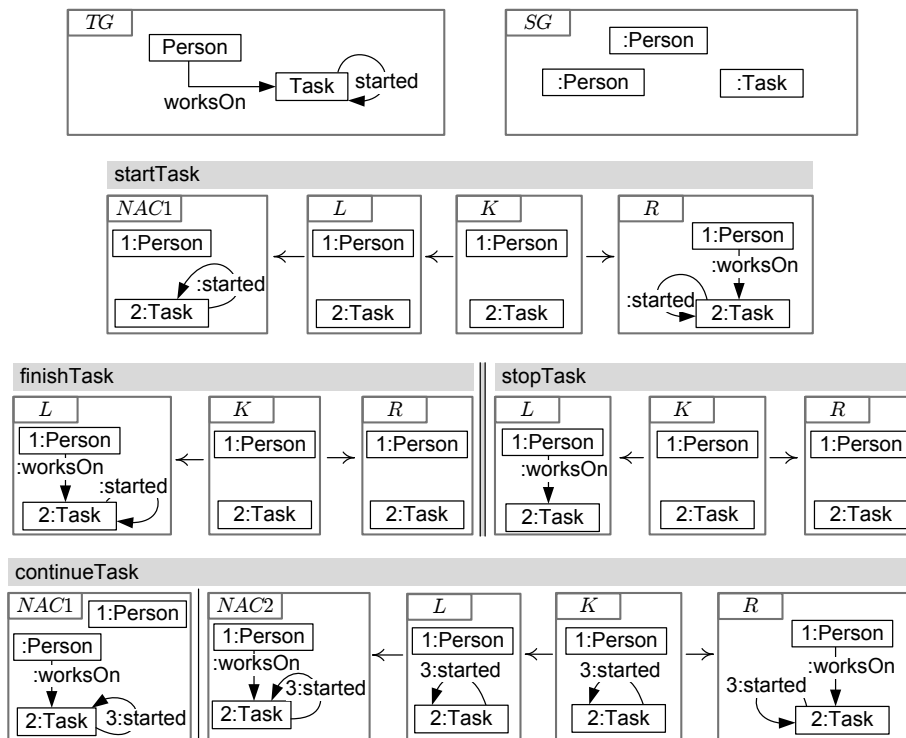 TG
Person
Task
started
worksOn
SG
:Person
:Person
:Task
startTask
NAC1
1:Person
:started
2:Task
L
1:Person
2:Task
K
1:Person
2:Task
R
1:Person
:worksOn
:started
2:Task
finishTask
L
1:Person
:worksOn
:started
2:Task
K
1:Person
2:Task
R
1:Person
2:Task
stopTask
L
1:Person
:worksOn
2:Task
K
1:Person
2:Task
R
1:Person
2:Task
continueTask
NAC1
1:Person
:Person
:worksOn
3:started
2:Task
NAC2
1:Person
:worksOn
3:started
2:Task
L
1:Person
3:started
2:Task
K
1:Person
3:started
2:Task
R
1:Person
:worksOn
3:started
2:Task